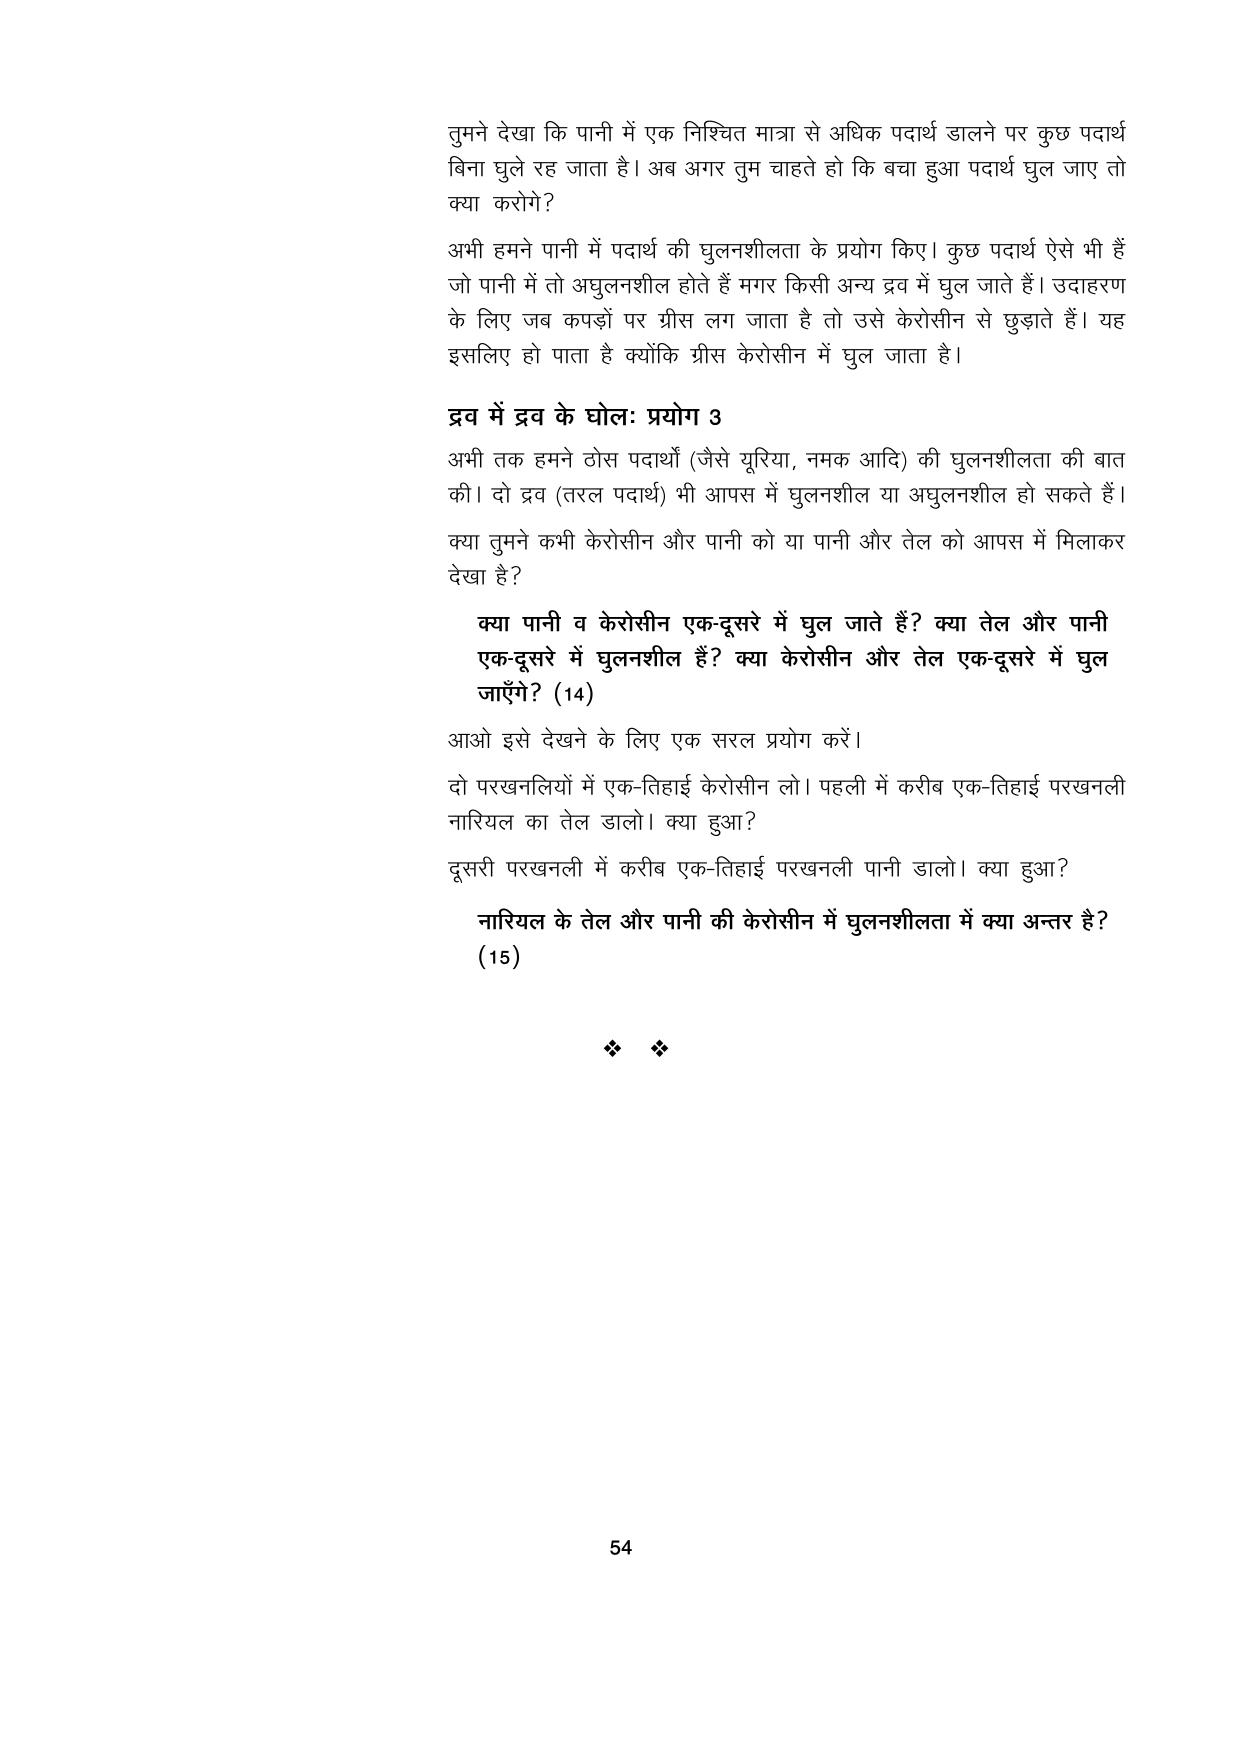 तुमने देखा कि पानी में एक निश्चित मात्रा से अधिक पदार्थ डालने पर कुछ पदार्थ
बिना घुले रह जाता है। अब अगर तुम चाहते हो कि बचा हुआ पदार्थ घुल जाए तो
क्या करोगे?
अभी हमने पानी में पदार्थ की घुलनशीलता के प्रयोग किए। कुछ पदार्थ ऐसे भी हैं
जो पानी में तो अघुलनशील होते हैं मगर किसी अन्य द्रव में घुल जाते हैं। उदाहरण
के लिए जब कपड़ों पर ग्रीस लग जाता है तो उसे केरोसीन से छुड़ाते हैं। यह
इसलिए हो पाता है क्योंकि ग्रीस केरोसीन में घुल जाता है।
द्रव में द्रव के घोल: प्रयोग 3
अभी तक हमने ठोस पदार्थों (जैसे यूरिया, नमक आदि) की घुलनशीलता की बात
की। दो द्रव (तरल पदार्थ) भी आपस में घुलनशील या अघुलनशील हो सकते हैं।
क्या तुमने कभी केरोसीन और पानी को या पानी और तेल को आपस में मिलाकर
देखा है?
क्या पानी व केरोसीन एक-दूसरे में घुल जाते हैं? क्या तेल और पानी
एक-दूसरे में घुलनशील हैं? क्या केरोसीन और तेल एक-दूसरे में घुल
जाएँगे? (14)
आओ इसे देखने के लिए एक सरल प्रयोग करें।
दो परखनलियों में एक-तिहाई केरोसीन लो। पहली में करीब एक-तिहाई परखनली
नारियल का तेल डालो। क्या हुआ?
दूसरी परखनली में करीब एक-तिहाई परखनली पानी डालो। क्या हुआ?
नारियल के तेल और पानी की केरोसीन में घुलनशीलता में क्या अन्तर है?
(15)
❖ ❖
54